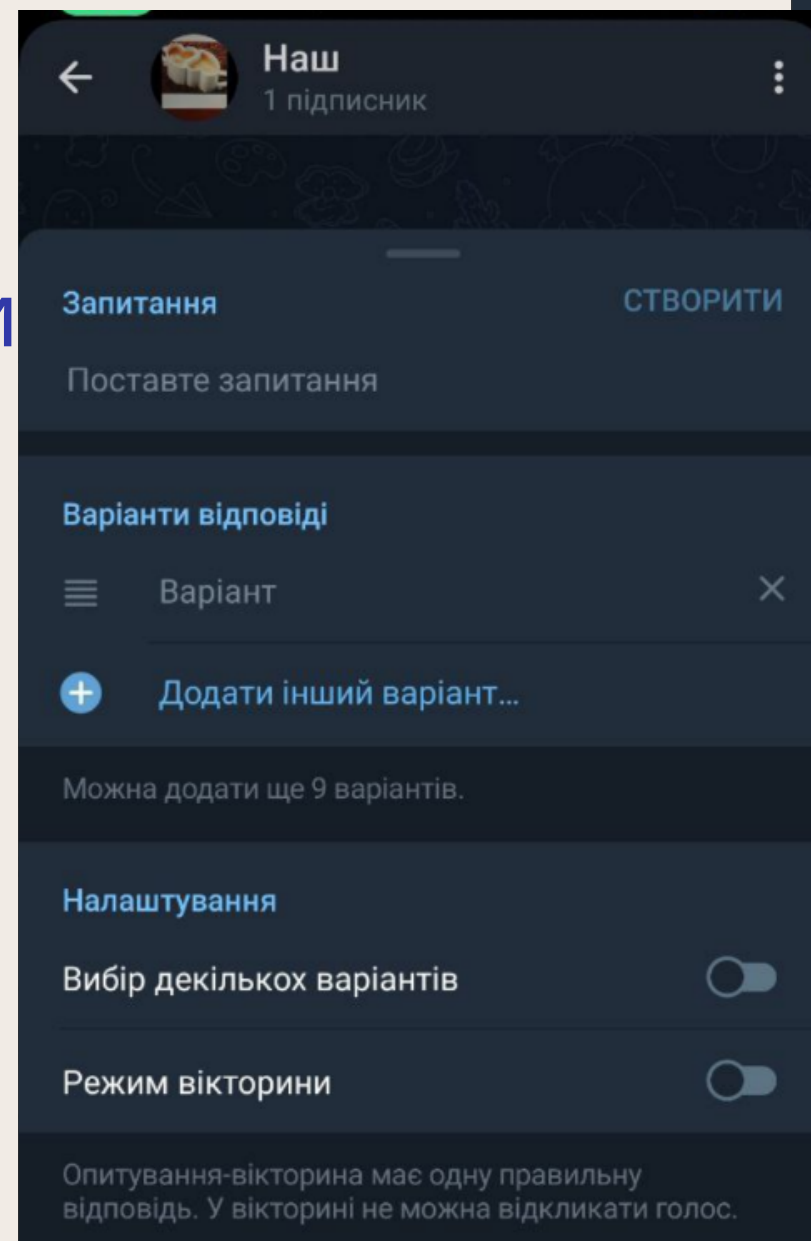 Наш
1 підписник
Запитання
СТВОРИТИ
Поставте запитання
Варіанти відповіді
Варіант
Додати інший варіант...
Можна додати ще 9 варіантів.
Налаштування
Вибір декількох варіантів
Режим вікторини
Опитування-вікторина має одну правильну
відповідь. У вікторині не можна відкликати голос.